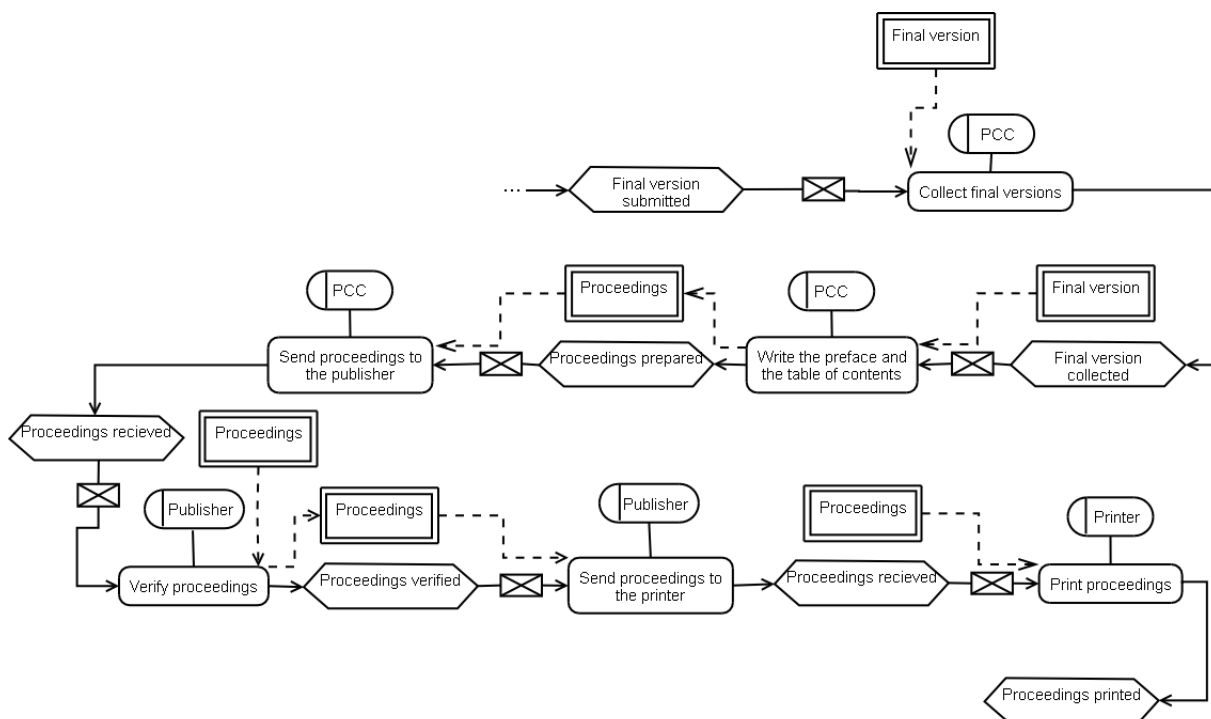 Final version
PCC
...
Final version
submitted
Collect final versions
PCC
Proceedings
PCC
Final version
Send proceedings to
the publisher
Proceedings prepared
Write the preface and
the table of contents
Final version
collected
Proceedings recieved
Proceedings
Publisher
Proceedings
Publisher
Proceedings
Printer
Verify proceedings
Proceedings verified
Send proceedings to
the printer
Proceedings recieved
Print proceedings
Proceedings printed